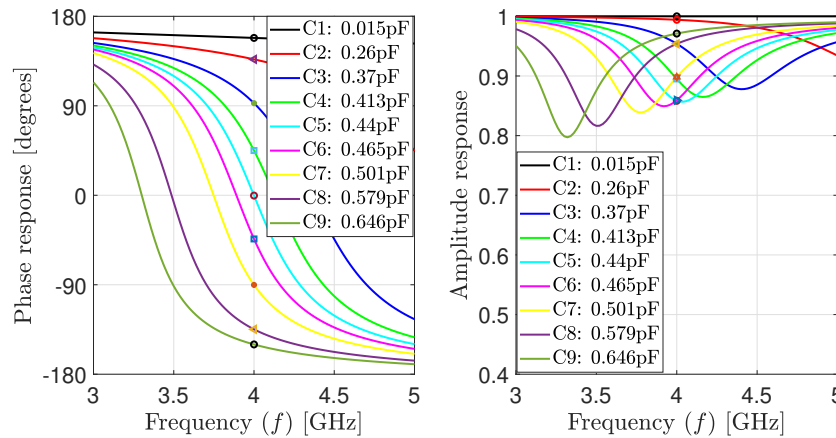 180
90
0
-90
-180
Phase response [degrees]
C1: 0.015pF
C2: 0.26pF
C3: 0.37pF
C4: 0.413pF
C5: 0.44pF
C6: 0.465pF
C7: 0.501pF
C8: 0.579pF
C9: 0.646pF
3 3.5 4 4.5 5
Frequency (f) [GHz]
1
0.9
0.8
0.7
0.6
0.5
0.4
Amplitude response
C1: 0.015pF
C2: 0.26pF
C3: 0.37pF
C4: 0.413pF
C5: 0.44pF
C6: 0.465pF
C7: 0.501pF
C8: 0.579pF
C9: 0.646pF
3 3.5 4 4.5 5
Frequency (f) [GHz]